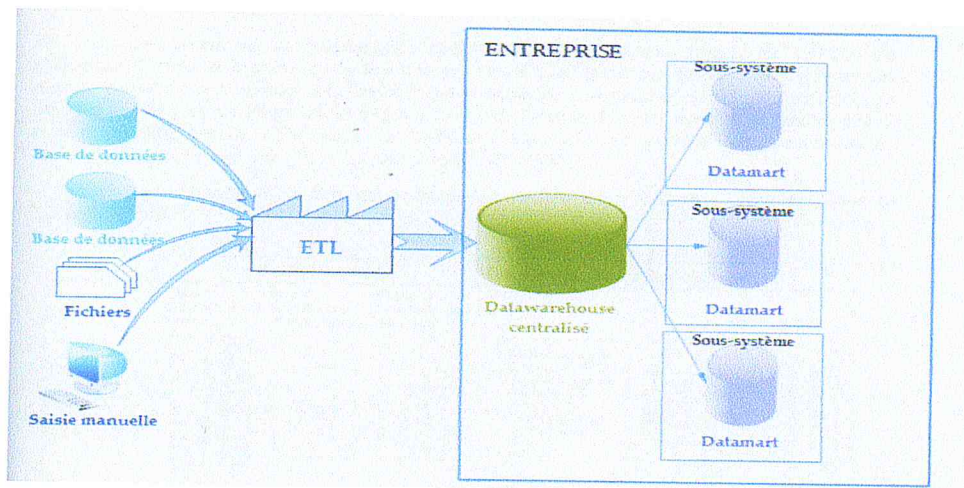 ENTREPRISE
Sous-système
Datamart
Base de données
Base de données
Fichiers
Saisie manuelle
ETL
Datawarehouse
centralisé
Sous-système
Datamart
Sous-système
Datamart